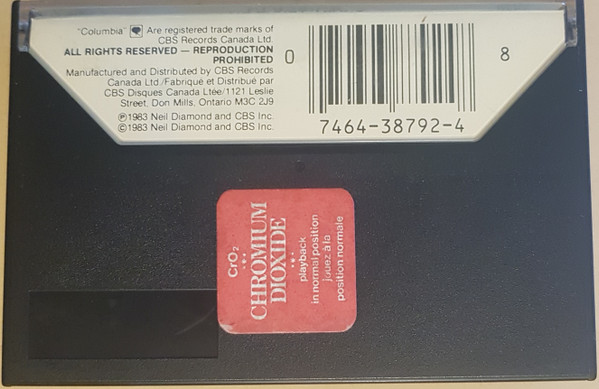 "Columbia" Are registered trade marks of
CBS Records Canada Ltd.
ALL RIGHTS RESERVED — REPRODUCTION
PROHIBITED
Manufactured and Distributed by CBS Records
Canada Ltd./Fabriqué et Distribué par
CBS Disques Canada Ltée/1121 Leslie
Street, Don Mills, Ontario M3C 2J9
Ⓟ1983 Neil Diamond and CBS Inc.
©1983 Neil Diamond and CBS Inc.
0
8
7464-38792-4
CrO₂
CHROMIUM
DIOXIDE
playback
in normal position
jouez à la
position normale